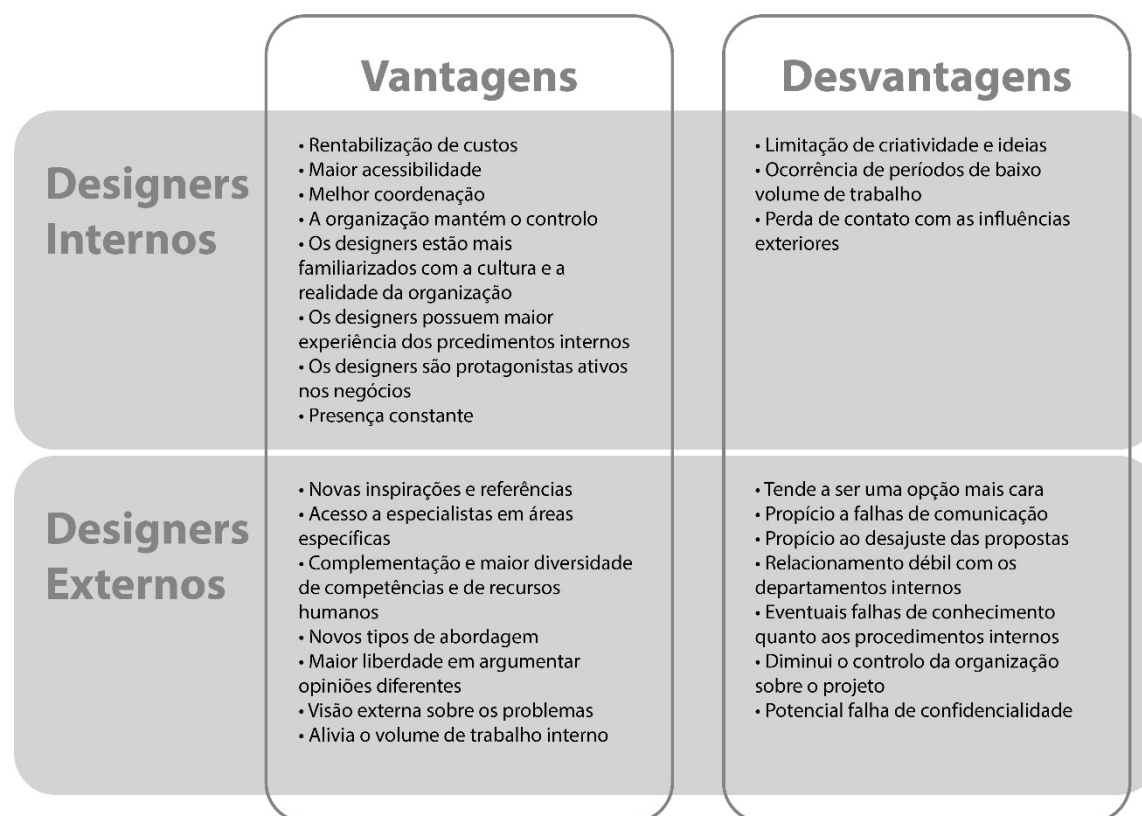 Vantagens
Desvantagens
Designers
Internos
• Rentabilização de custos
• Maior acessibilidade
• Melhor coordenação
• A organização mantém o controlo
• Os designers estão mais
familiarizados com a cultura e a
realidade da organização
• Os designers possuem maior
experiência dos prcedimentos internos
• Os designers são protagonistas ativos
nos negócios
• Presença constante
• Limitação de criatividade e ideias
• Ocorrência de períodos de baixo
volume de trabalho
• Perda de contato com as influências
exteriores
Designers
Externos
• Novas inspirações e referências
• Acesso a especialistas em áreas
específicas
• Complementação e maior diversidade
de competências e de recursos
humanos
• Novos tipos de abordagem
• Maior liberdade em argumentar
opiniões diferentes
• Visão externa sobre os problemas
• Alivia o volume de trabalho interno
• Tende a ser uma opção mais cara
• Propício a falhas de comunicação
• Propício ao desajuste das propostas
• Relacionamento débil com os
departamentos internos
• Eventuais falhas de conhecimento
quanto aos procedimentos internos
• Diminui o controlo da organização
sobre o projeto
• Potencial falha de confidencialidade